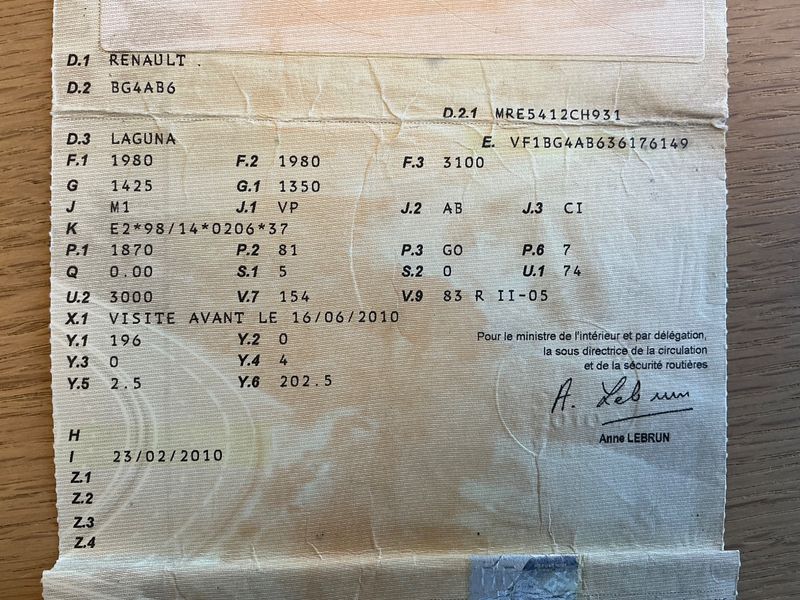 D.1 RENAULT
D.2 BG4AB6
D.2.1 MRE5412CH931
D.3 LAGUNA E. VF1BG4AB636176149
F.1 1980 F.2 1980 F.3 3100
G 1425 G.1 1350
J M1 J.1 VP J.2 AB J.3 CI
K E2*98/14*0206*37
P.1 1870 P.2 81 P.3 GO P.6 7
Q 0.00 S.1 5 S.2 0 U.1 74
U.2 3000 V.7 154 V.9 83 R II-05
X.1 VISITE AVANT LE 16/06/2010
Y.1 196 Y.2 0
Y.3 0 Y.4 4
Y.5 2.5 Y.6 202.5
Pour le ministre de l'intérieur et par délégation,
la sous directrice de la circulation
et de la sécurité routières
A. Lebrun
Anne LEBRUN
H
I 23/02/2010
Z.1
Z.2
Z.3
Z.4